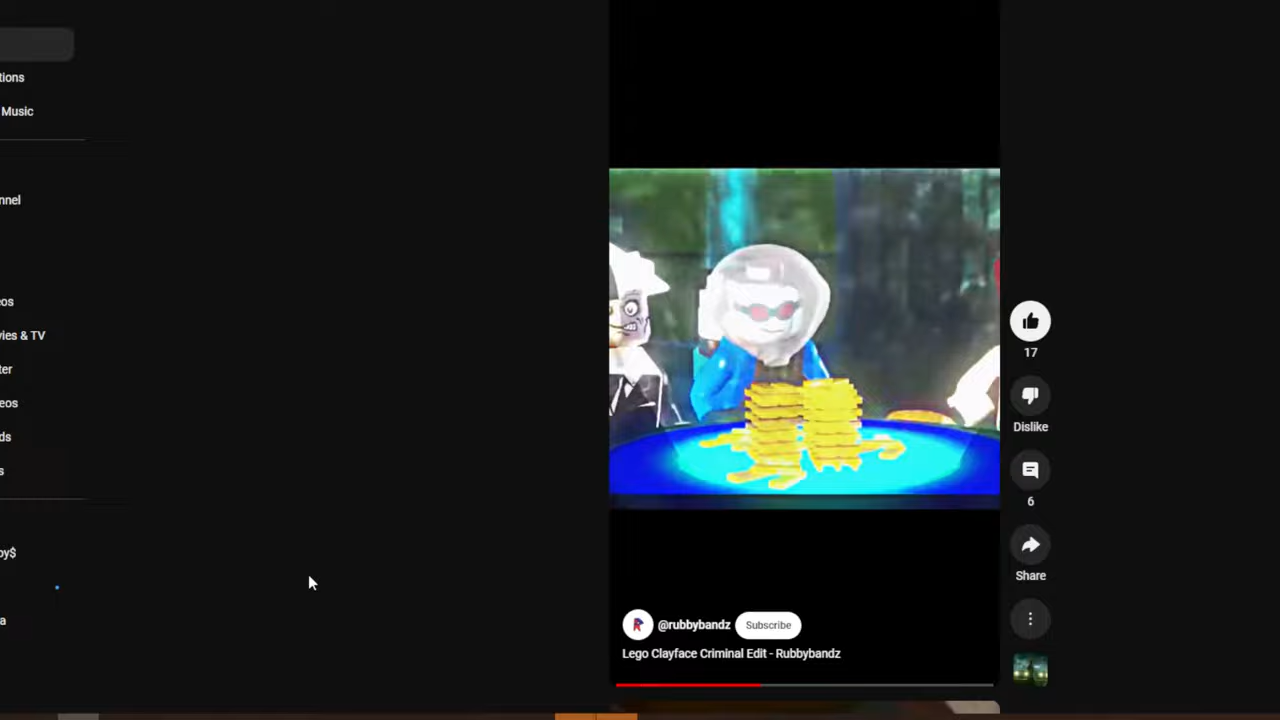 tions
Music
nnel
eos
vies & TV
ter
eos
ds
s
oy$
a
17
Dislike
6
Share
@rubbybandz Subscribe
Lego Clayface Criminal Edit - Rubbybandz